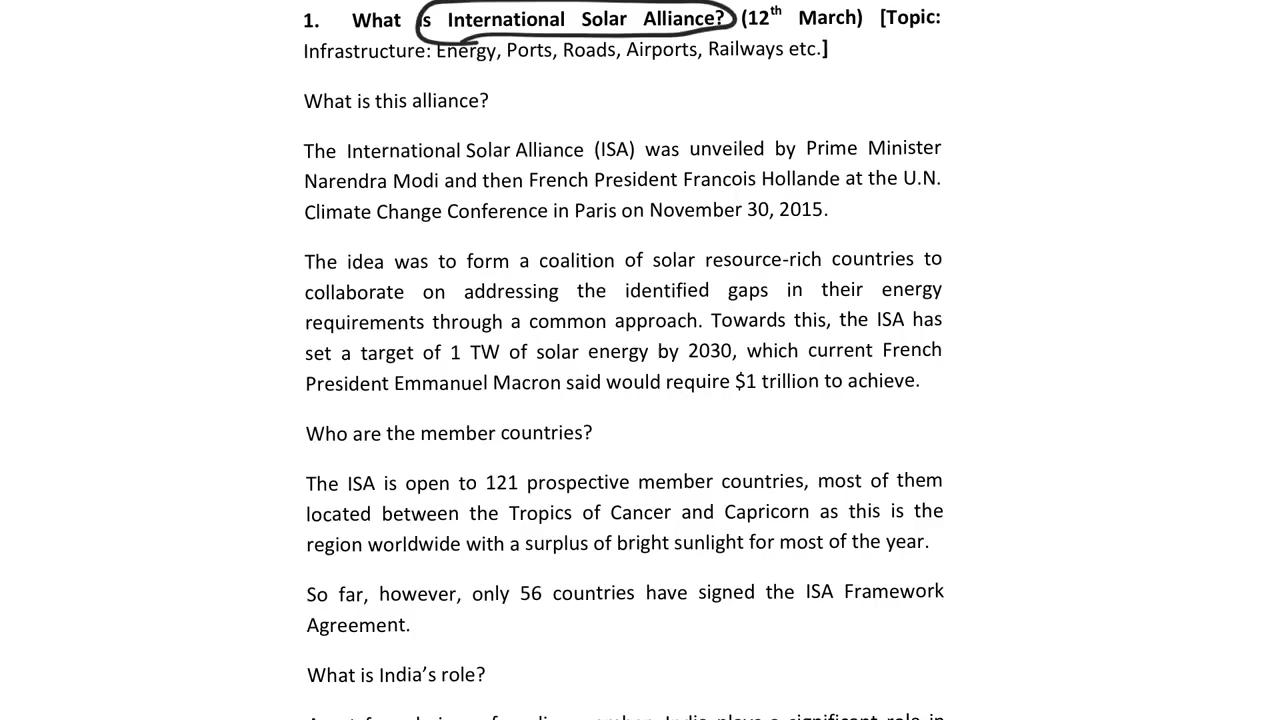 1. What is International Solar Alliance? (12th March) [Topic:
Infrastructure: Energy, Ports, Roads, Airports, Railways etc.]
What is this alliance?
The International Solar Alliance (ISA) was unveiled by Prime Minister
Narendra Modi and then French President Francois Hollande at the U.N.
Climate Change Conference in Paris on November 30, 2015.
The idea was to form a coalition of solar resource-rich countries to
collaborate on addressing the identified gaps in their energy
requirements through a common approach. Towards this, the ISA has
set a target of 1 TW of solar energy by 2030, which current French
President Emmanuel Macron said would require $1 trillion to achieve.
Who are the member countries?
The ISA is open to 121 prospective member countries, most of them
located between the Tropics of Cancer and Capricorn as this is the
region worldwide with a surplus of bright sunlight for most of the year.
So far, however, only 56 countries have signed the ISA Framework
Agreement.
What is India’s role?